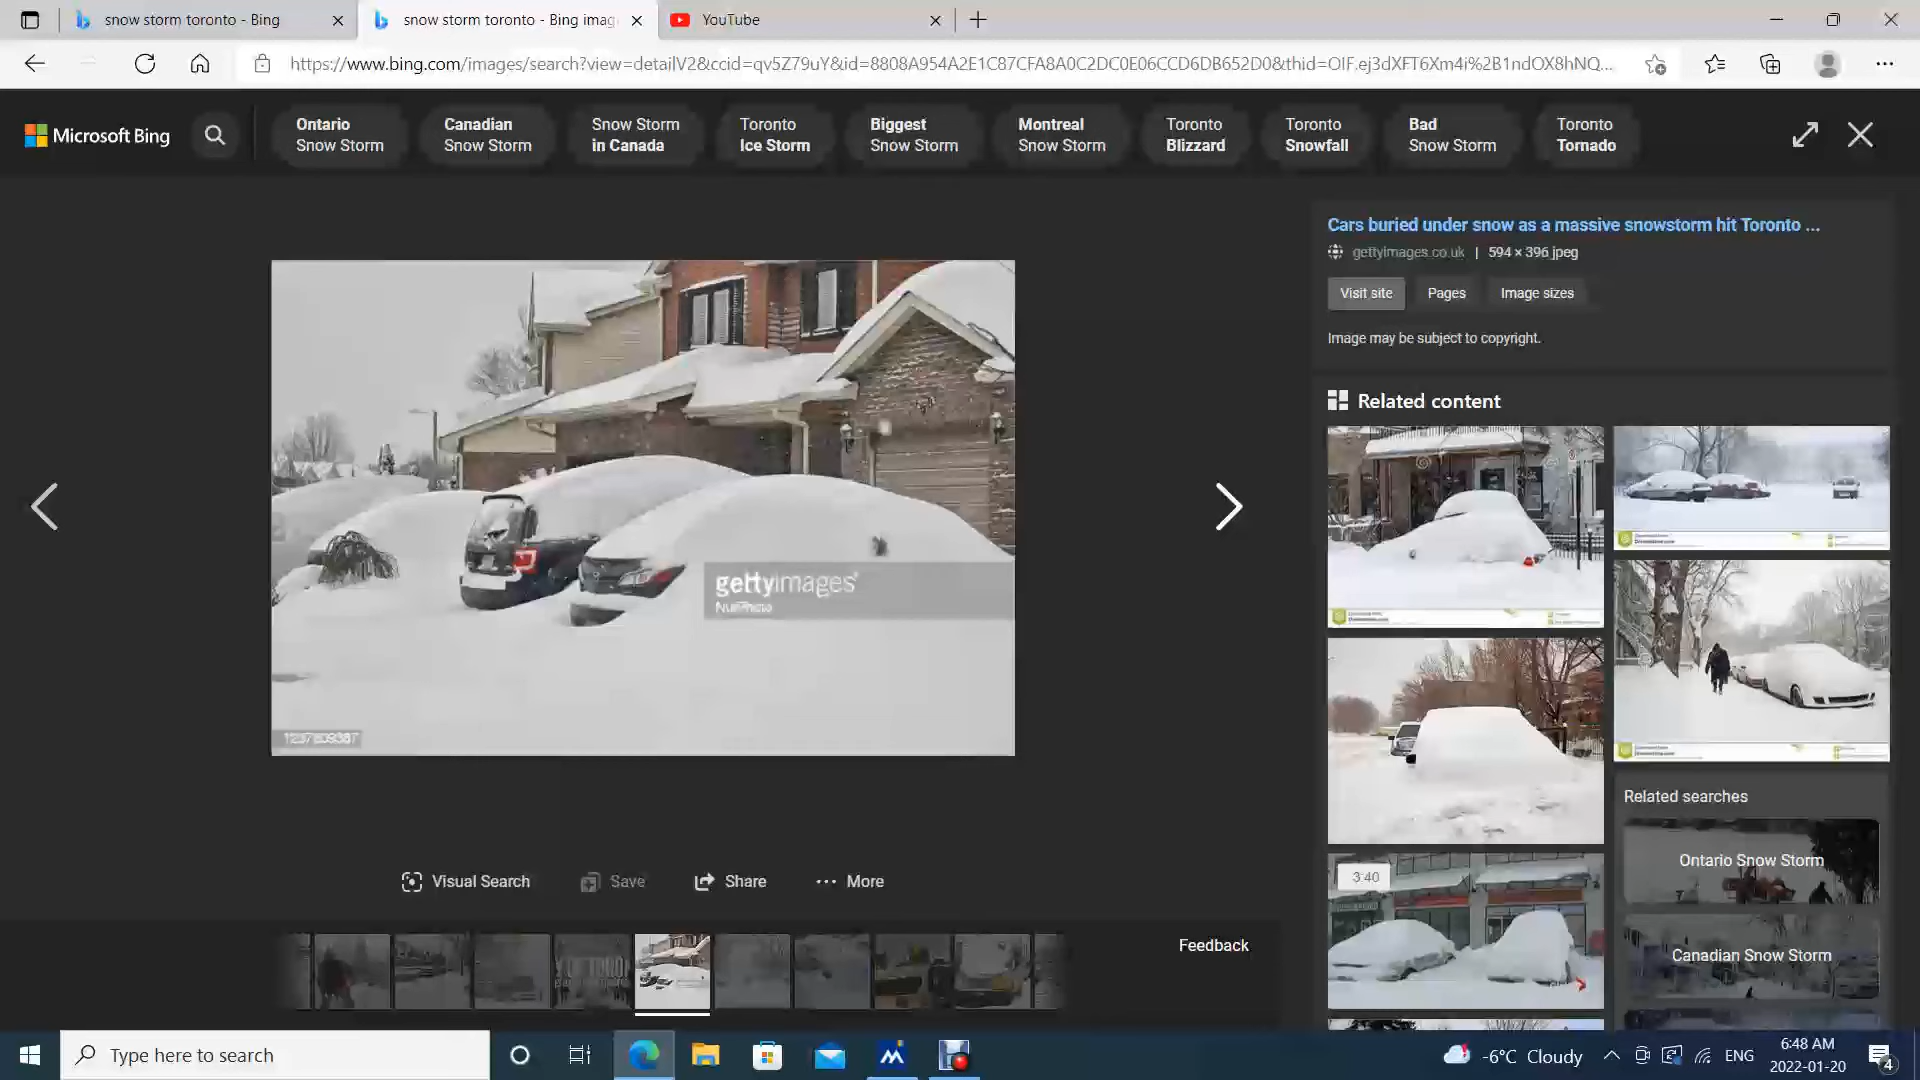 snow storm toronto - Bing
snow storm toronto - Bing imag
YouTube
https://www.bing.com/images/search?view=detailV2&ccid=qv5Z79uY&id=8808A954A2E1C87CFA8A0C2DC0E06CCD6DB652D0&thid=OIF.ej3dXFT6Xm4i%2B1ndOX8hNQ...
Microsoft Bing
Ontario
Snow Storm
Canadian
Snow Storm
Snow Storm
in Canada
Toronto
Ice Storm
Biggest
Snow Storm
Montreal
Snow Storm
Toronto
Blizzard
Toronto
Snowfall
Bad
Snow Storm
Toronto
Tornado
Cars buried under snow as a massive snowstorm hit Toronto ...
gettyimages.co.uk | 594 × 396 jpeg
Visit site
Pages
Image sizes
Image may be subject to copyright.
Related content
gettyimages
NurPhoto
Related searches
Ontario Snow Storm
Canadian Snow Storm
3:40
Visual Search
Save
Share
More
Feedback
Type here to search
-6°C Cloudy
ENG
6:48 AM
2022-01-20
4